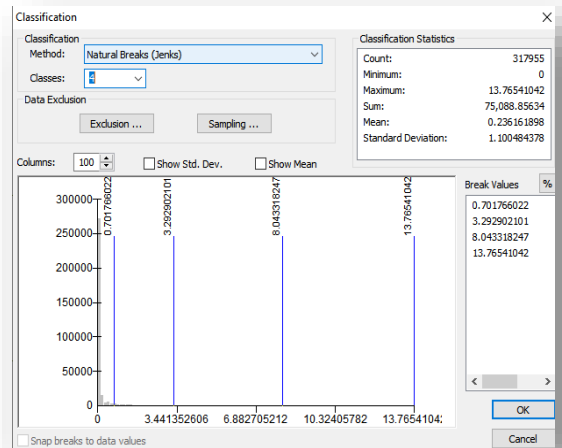 Classification
Classification
Method: Natural Breaks (Jenks)
Classes: 4
Data Exclusion
Exclusion ... Sampling ...
Classification Statistics
Count: 317955
Minimum: 0
Maximum: 13.76541042
Sum: 75,088.85634
Mean: 0.236161898
Standard Deviation: 1.100484378
Columns: 100 Show Std. Dev. Show Mean
Break Values %
0.701766022
3.292902101
8.043318247
13.76541042
0.701766022
3.292902101
8.043318247
13.76541042
300000
250000
200000
150000
100000
50000
0
0 3.441352606 6.882705212 10.32405782 13.76541042
Snap breaks to data values
OK
Cancel